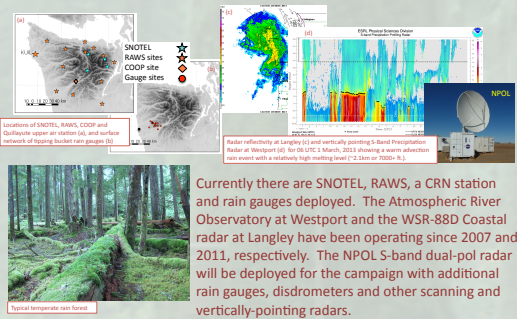 (a)
SNOTEL
RAWS sites
COOP site
Gauge sites
(b)
Locations of SNOTEL, RAWS, COOP and
Quillayute upper air station (a), and surface
network of tipping bucket rain gauges (b)
(c)
(d)
ESRL Physical Sciences Division
S-band Precipitation Profiling Radar
Radar reflectivity at Langley (c) and vertically pointing S-Band Precipitation
Radar at Westport (d) for 06 UTC 1 March, 2013 showing a warm advection
rain event with a relatively high melting level (~2.1km or 7000+ ft.).
NPOL
Typical temperate rain forest
Currently there are SNOTEL, RAWS, a CRN station
and rain gauges deployed. The Atmospheric River
Observatory at Westport and the WSR-88D Coastal
radar at Langley have been operating since 2007 and
2011, respectively. The NPOL S-band dual-pol radar
will be deployed for the campaign with additional
rain gauges, disdrometers and other scanning and
vertically-pointing radars.